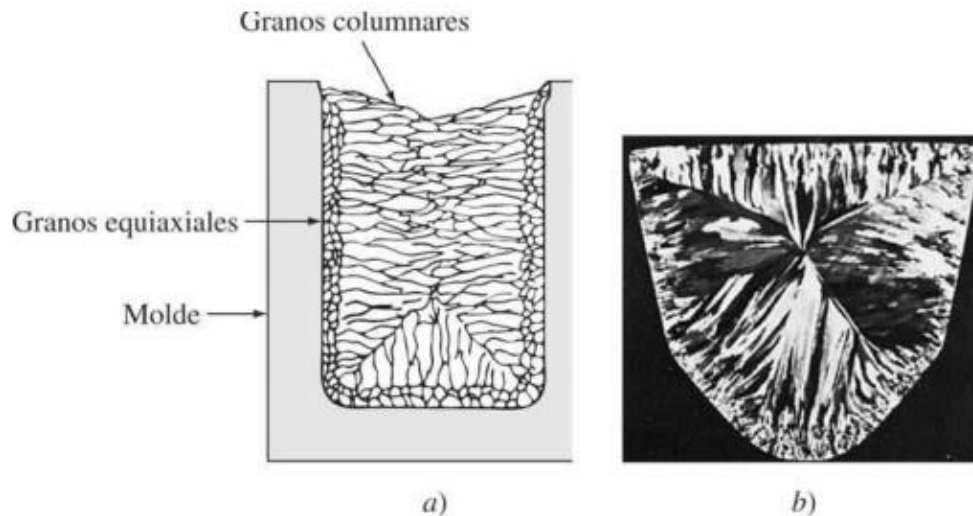 Granos columnares
Granos equiaxiales
Molde
a)
b)